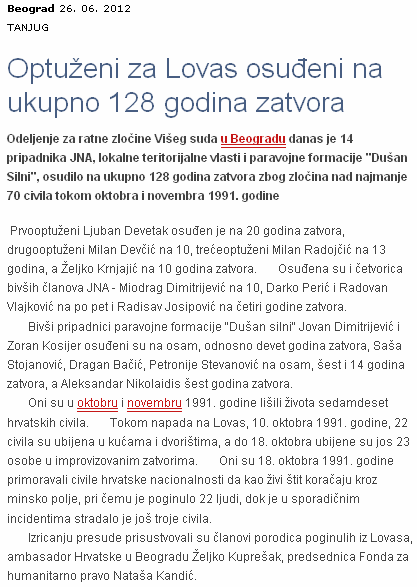 Beograd 26. 06. 2012
TANJUG
Optuženi za Lovas osuđeni na
ukupno 128 godina zatvora
Odeljenje za ratne zločine Višeg suda u Beogradu danas je 14
pripadnika JNA, lokalne teritorijalne vlasti i paravojne formacije "Dušan
Silni", osudilo na ukupno 128 godina zatvora zbog zločina nad najmanje
70 civila tokom oktobra i novembra 1991. godine
Prvooptuženi Ljuban Devetak osuđen je na 20 godina zatvora,
drugooptuženi Milan Devčić na 10, trećeoptuženi Milan Radojčić na 13
godina, a Željko Krnjajić na 10 godina zatvora. Osuđena su i četvorica
bivših članova JNA - Miodrag Dimitrijević na 10, Darko Perić i Radovan
Vlajković na po pet i Radisav Josipović na četiri godine zatvora.
Bivši pripadnici paravojne formacije "Dušan silni" Jovan Dimitrijević i
Zoran Kosijer osuđeni su na osam, odnosno devet godina zatvora, Saša
Stojanović, Dragan Bačić, Petronije Stevanović na osam, šest i 14 godina
zatvora, a Aleksandar Nikolaidis šest godina zatvora.
Oni su u oktobru i novembru 1991. godine lišili života sedamdeset
hrvatskih civila. Tokom napada na Lovas, 10. oktobra 1991. godine, 22
civila su ubijena u kućama i dvorištima, a do 18. oktobra ubijene su jos 23
osobe u improvizovanim zatvorima. Oni su 18. oktobra 1991. godine
primoravali civile hrvatske nacionalnosti da kao živi štit koračaju kroz
minsko polje, pri čemu je poginulo 22 ljudi, dok je u sporadičnim
incidentima stradalo je još troje civila.
Izricanju presude prisustvovali su članovi porodica poginulih iz Lovasa,
ambasador Hrvatske u Beogradu Željko Kuprešak, predsednica Fonda za
humanitarno pravo Nataša Kandić.